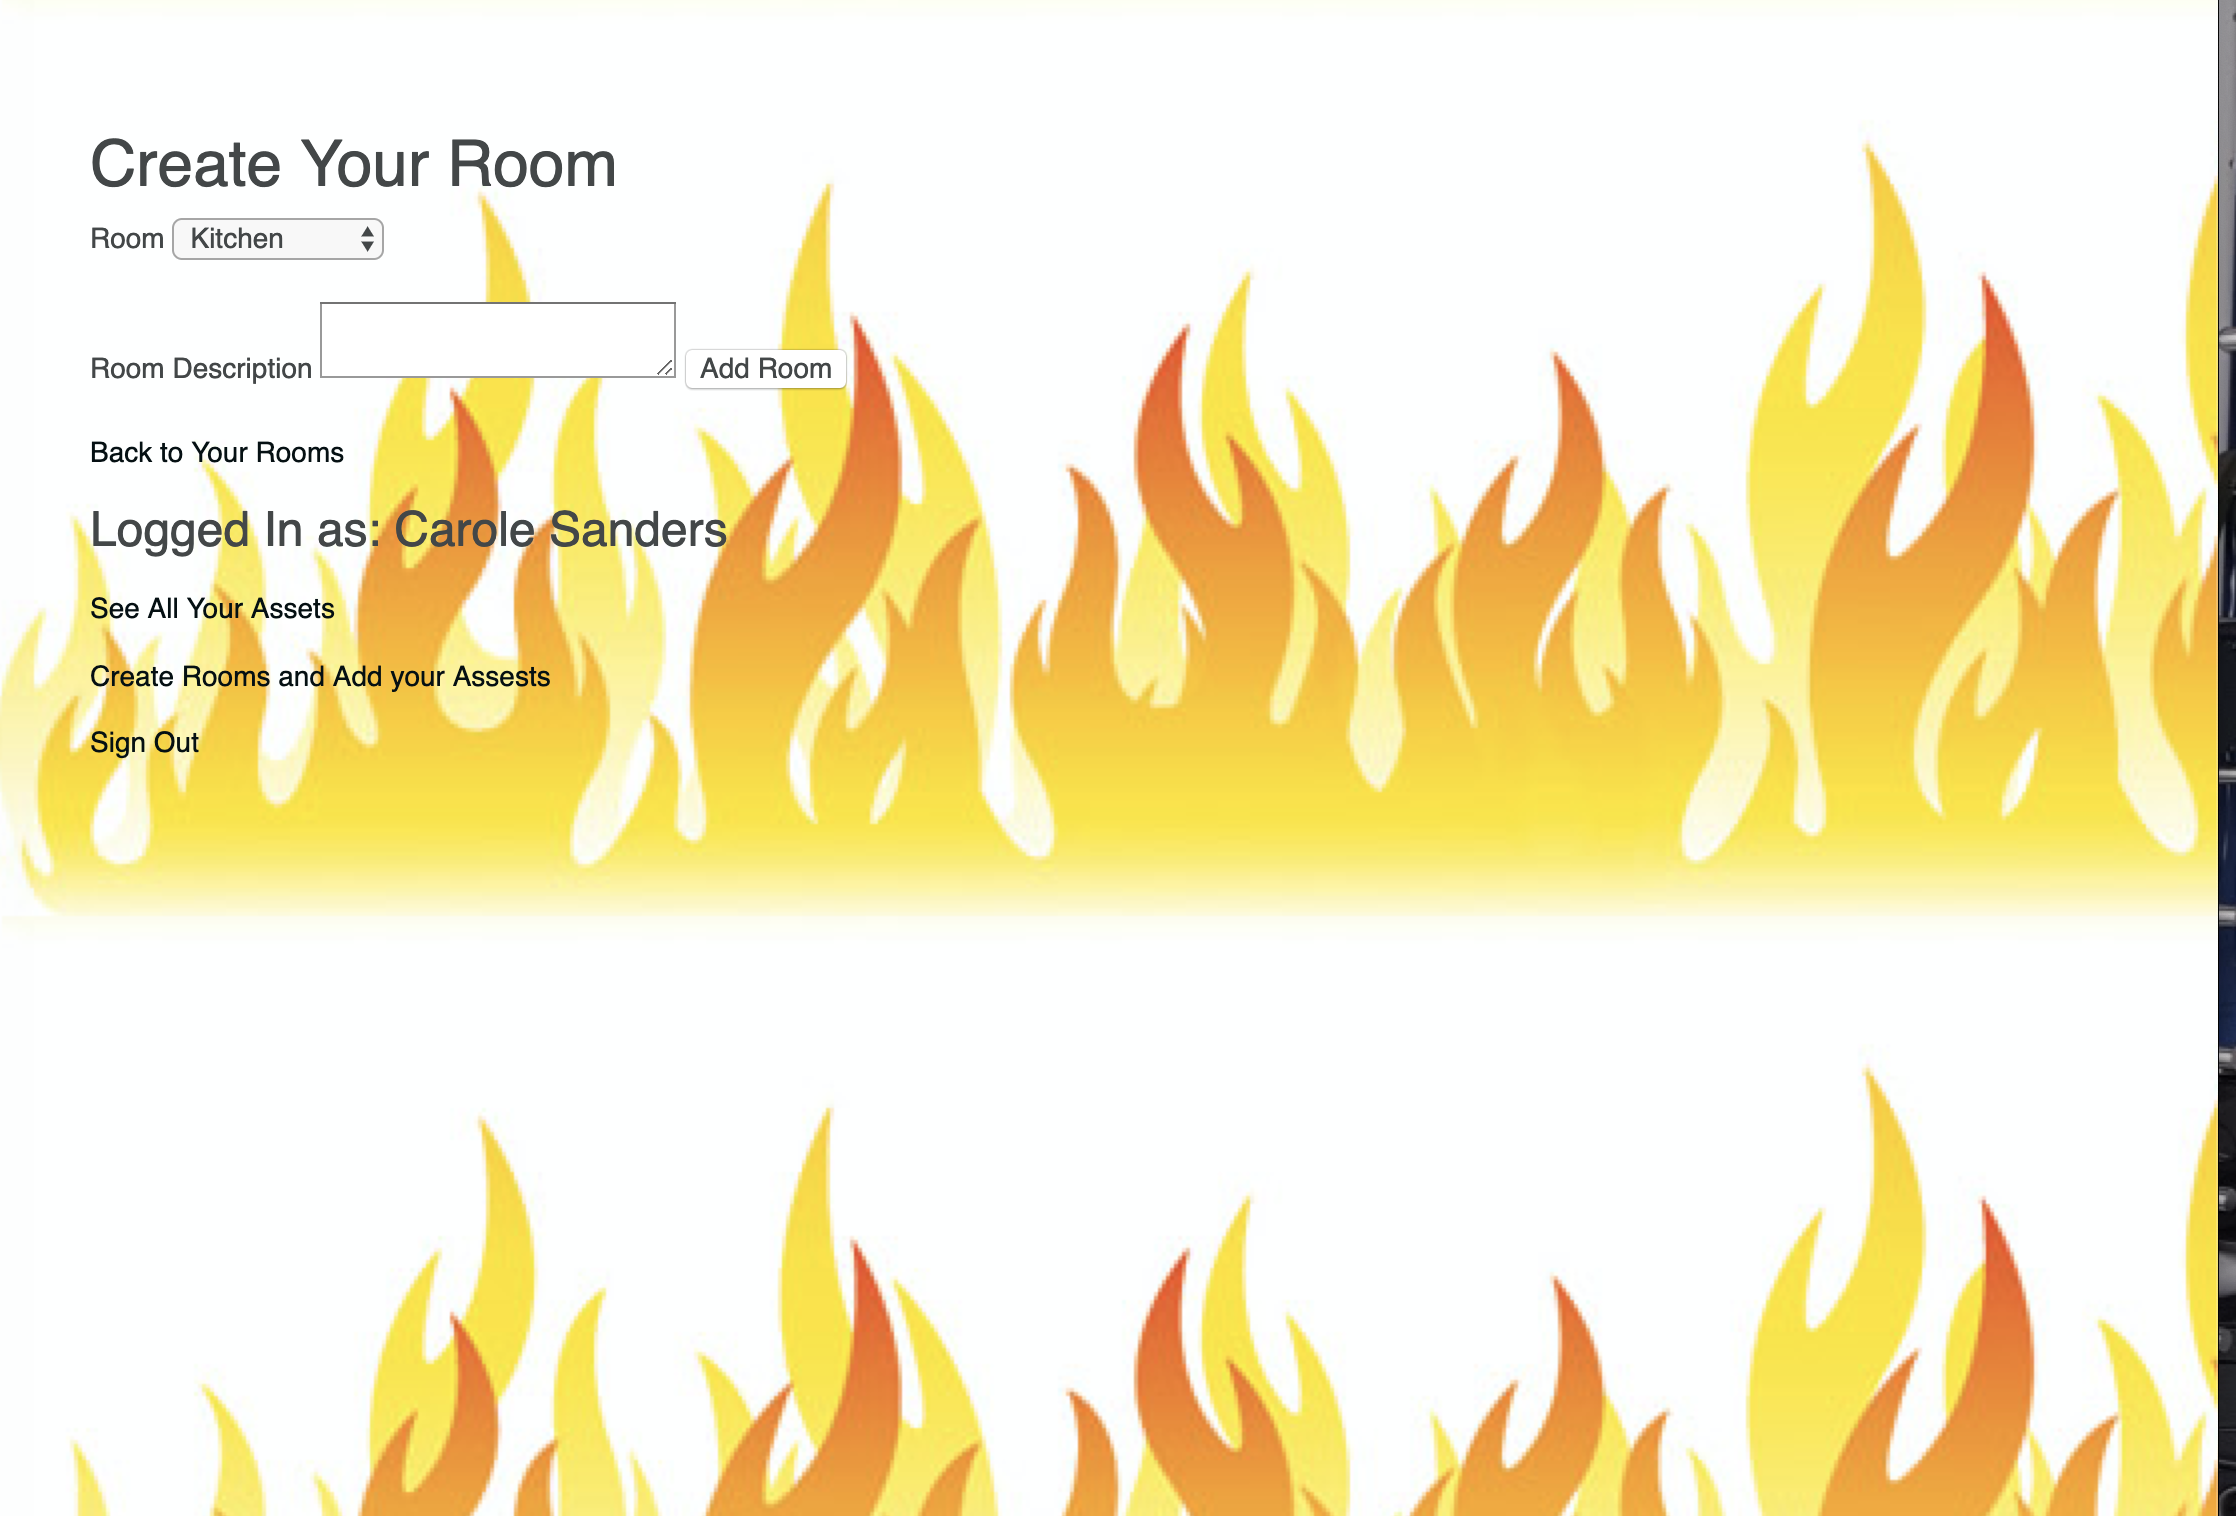 Create Your Room
Room Kitchen
Room Description Add Room
Back to Your Rooms
Logged In as: Carole Sanders
See All Your Assets
Create Rooms and Add your Assests
Sign Out